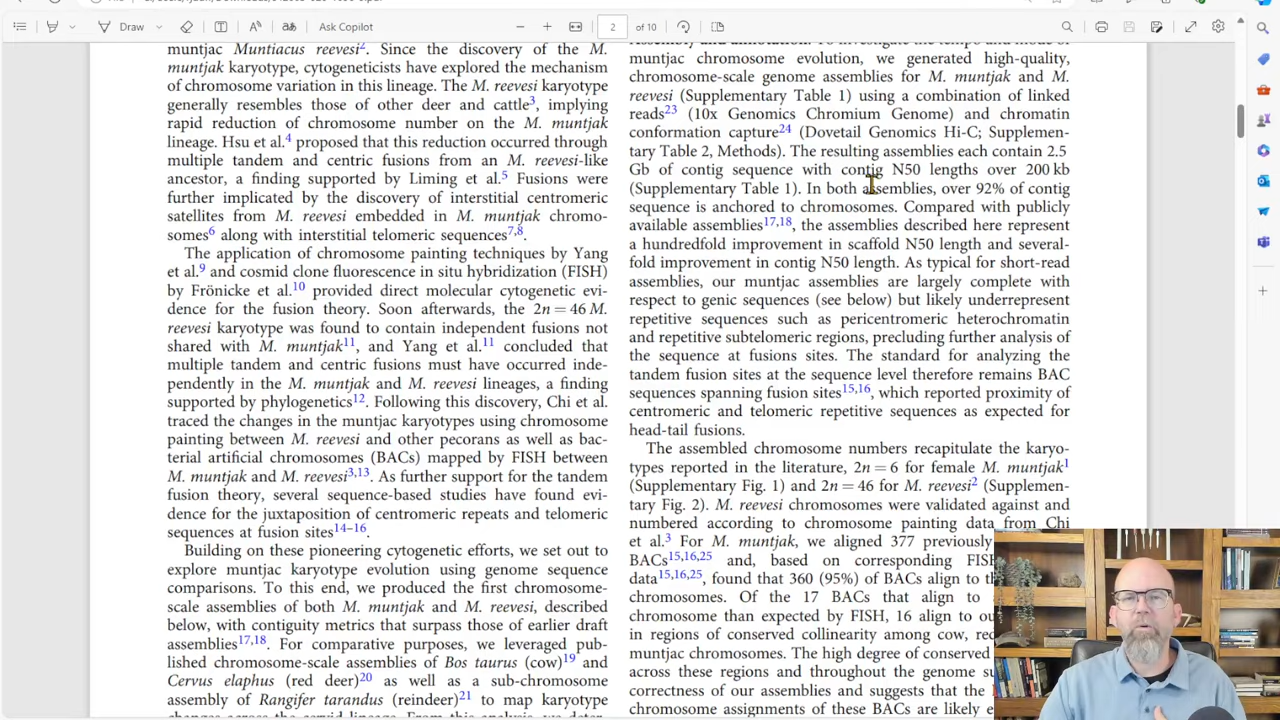 Draw
Ask Copilot
2
of 10
muntjac Muntiacus reevesi2. Since the discovery of the M.
muntjak karyotype, cytogeneticists have explored the mechanism
of chromosome variation in this lineage. The M. reevesi karyotype
generally resembles those of other deer and cattle3, implying
rapid reduction of chromosome number on the M. muntjak
lineage. Hsu et al.4 proposed that this reduction occurred through
multiple tandem and centric fusions from an M. reevesi-like
ancestor, a finding supported by Liming et al.5 Fusions were
further implicated by the discovery of interstitial centromeric
satellites from M. reevesi embedded in M. muntjak chromo-
somes6 along with interstitial telomeric sequences7,8.
The application of chromosome painting techniques by Yang
et al.9 and cosmid clone fluorescence in situ hybridization (FISH)
by Frönicke et al.10 provided direct molecular cytogenetic evi-
dence for the fusion theory. Soon afterwards, the 2n = 46 M.
reevesi karyotype was found to contain independent fusions not
shared with M. muntjak11, and Yang et al.11 concluded that
multiple tandem and centric fusions must have occurred inde-
pendently in the M. muntjak and M. reevesi lineages, a finding
supported by phylogenetics12. Following this discovery, Chi et al.
traced the changes in the muntjac karyotypes using chromosome
painting between M. reevesi and other pecorans as well as bac-
terial artificial chromosomes (BACs) mapped by FISH between
M. muntjak and M. reevesi3,13. As further support for the tandem
fusion theory, several sequence-based studies have found evi-
dence for the juxtaposition of centromeric repeats and telomeric
sequences at fusion sites14–16.
Building on these pioneering cytogenetic efforts, we set out to
explore muntjac karyotype evolution using genome sequence
comparisons. To this end, we produced the first chromosome-
scale assemblies of both M. muntjak and M. reevesi, described
below, with contiguity metrics that surpass those of earlier draft
assemblies17,18. For comparative purposes, we leveraged pub-
lished chromosome-scale assemblies of Bos taurus (cow)19 and
Cervus elaphus (red deer)20 as well as a sub-chromosome
assembly of Rangifer tarandus (reindeer)21 to map karyotype
changes across the cervid lineage. From this analysis, we deter-
Assembly and annotation. To investigate the tempo and mode of
muntjac chromosome evolution, we generated high-quality,
chromosome-scale genome assemblies for M. muntjak and M.
reevesi (Supplementary Table 1) using a combination of linked
reads23 (10x Genomics Chromium Genome) and chromatin
conformation capture24 (Dovetail Genomics Hi-C; Supplemen-
tary Table 2, Methods). The resulting assemblies each contain 2.5
Gb of contig sequence with contig N50 lengths over 200 kb
(Supplementary Table 1). In both assemblies, over 92% of contig
sequence is anchored to chromosomes. Compared with publicly
available assemblies17,18, the assemblies described here represent
a hundredfold improvement in scaffold N50 length and several-
fold improvement in contig N50 length. As typical for short-read
assemblies, our muntjac assemblies are largely complete with
respect to genic sequences (see below) but likely underrepresent
repetitive sequences such as pericentromeric heterochromatin
and repetitive subtelomeric regions, precluding further analysis of
the sequence at fusions sites. The standard for analyzing the
tandem fusion sites at the sequence level therefore remains BAC
sequences spanning fusion sites15,16, which reported proximity of
centromeric and telomeric repetitive sequences as expected for
head-tail fusions.
The assembled chromosome numbers recapitulate the karyo-
types reported in the literature, 2n = 6 for female M. muntjak1
(Supplementary Fig. 1) and 2n = 46 for M. reevesi2 (Supplemen-
tary Fig. 2). M. reevesi chromosomes were validated against and
numbered according to chromosome painting data from Chi
et al.3 For M. muntjak, we aligned 377 previously
BACs15,16,25 and, based on corresponding FISH
data15,16,25, found that 360 (95%) of BACs align to th
chromosomes. Of the 17 BACs that align to
chromosome than expected by FISH, 16 align to ou
in regions of conserved collinearity among cow, rec
muntjac chromosomes. The high degree of conserved
across these regions and throughout the genome su
correctness of our assemblies and suggests that the
chromosome assignments of these BACs are likely e